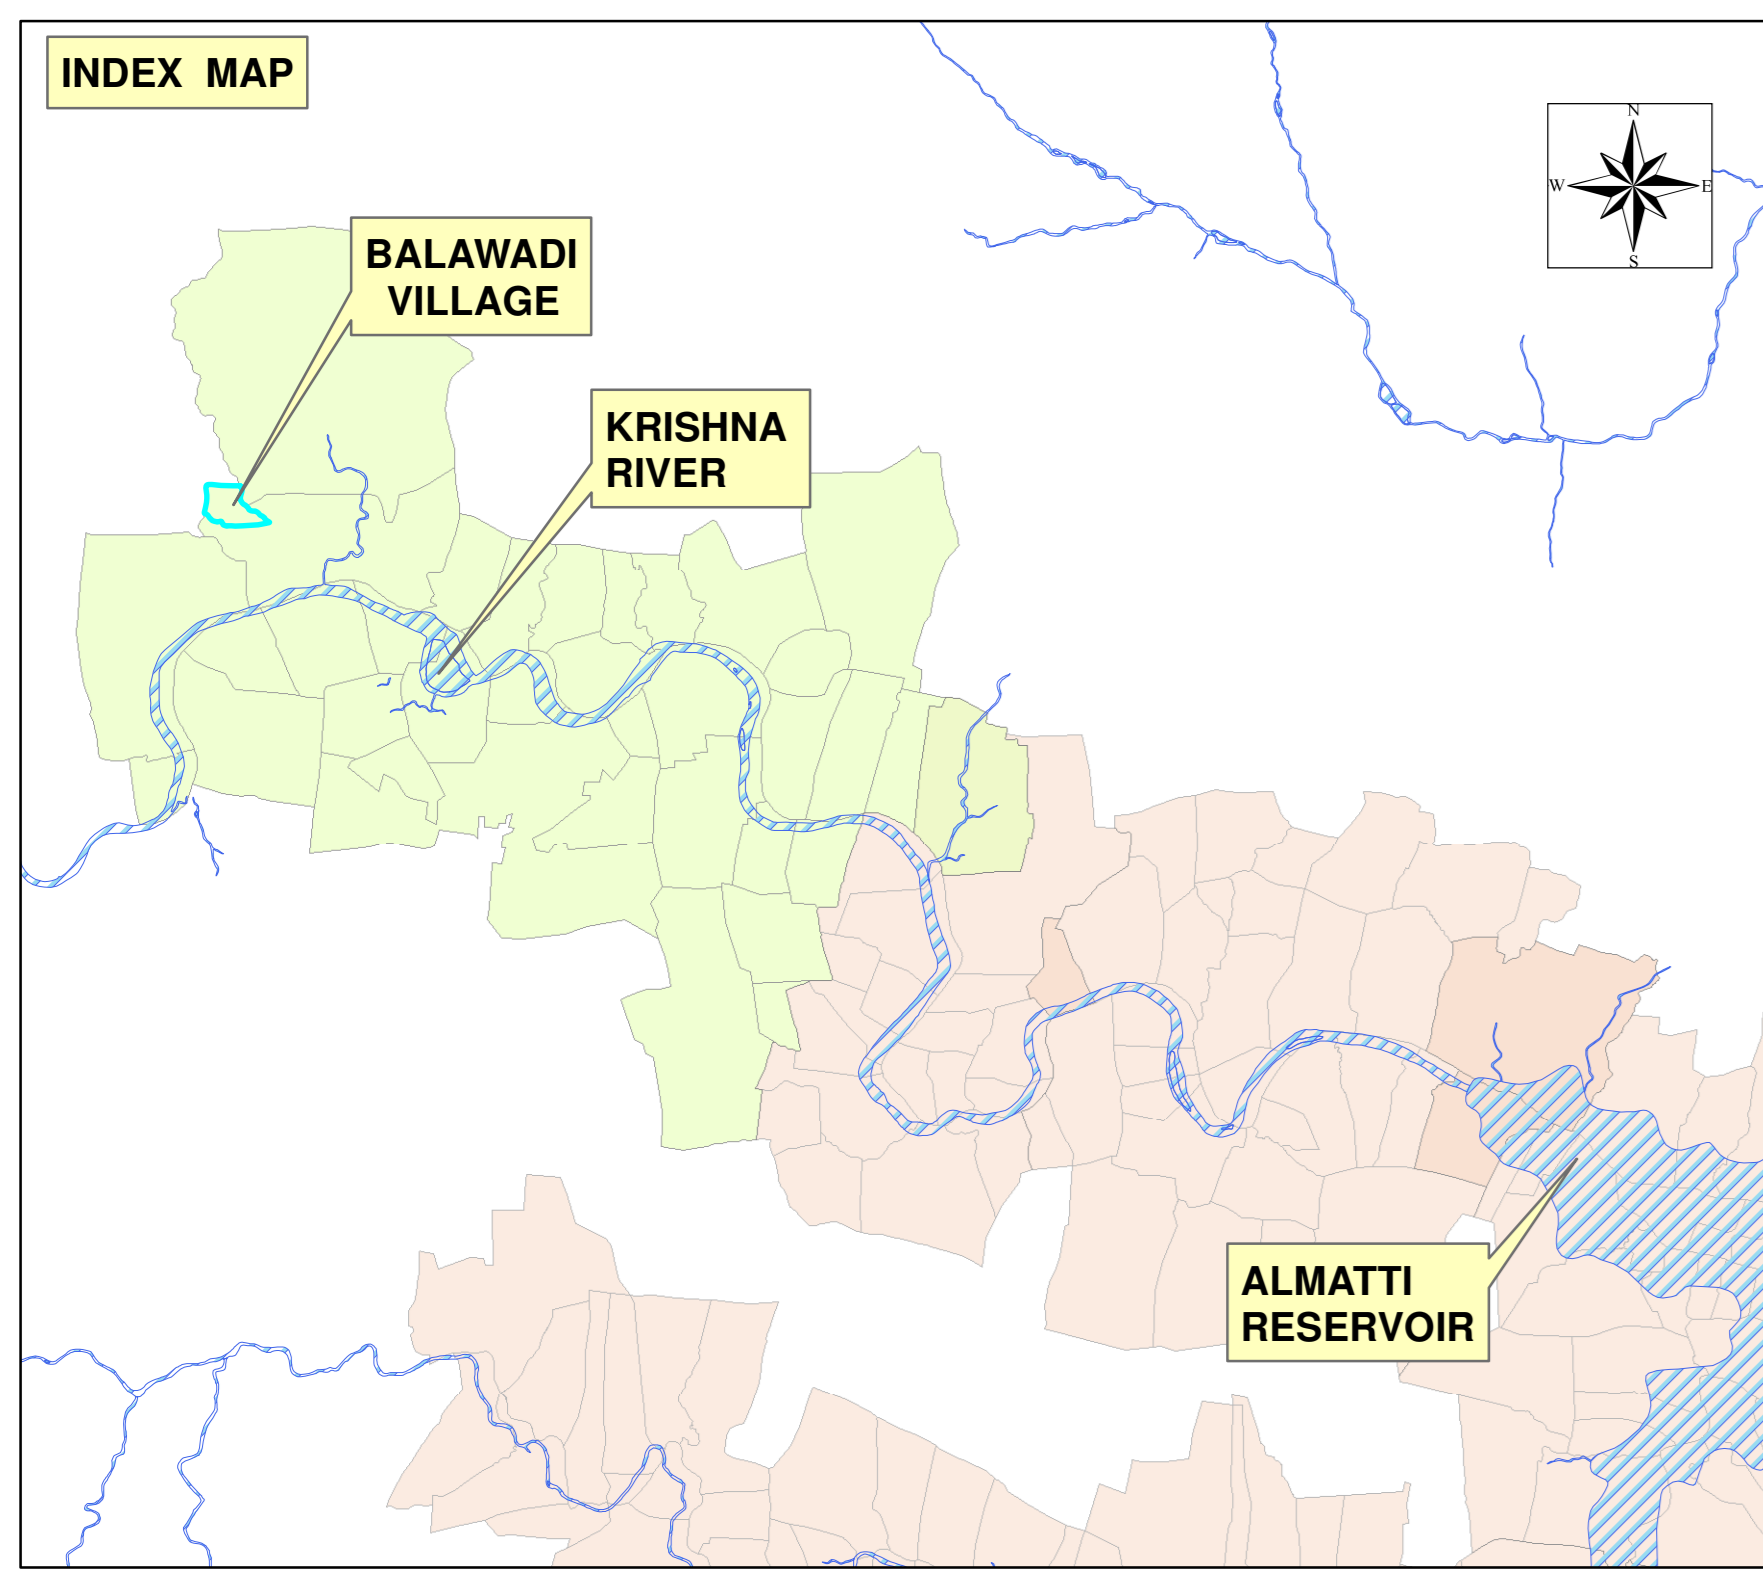 INDEX MAP
N
W
E
S
BALAWADI
VILLAGE
KRISHNA
RIVER
ALMATTI
RESERVOIR